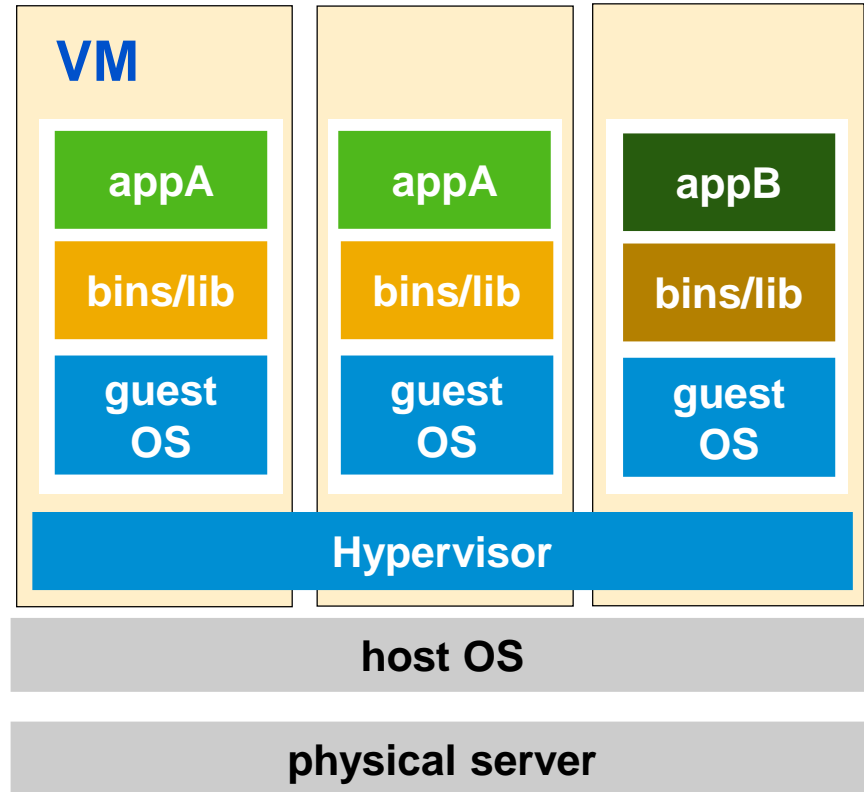 VM
appA
appA
appB
bins/lib
bins/lib
bins/lib
guest
OS
guest
OS
guest
OS
Hypervisor
host OS
physical server